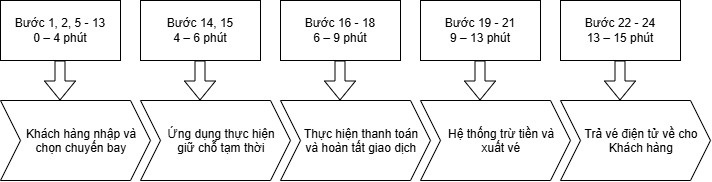 Bước 1, 2, 5 - 13
0 – 4 phút
Bước 14, 15
4 – 6 phút
Bước 16 - 18
6 – 9 phút
Bước 19 - 21
9 – 13 phút
Bước 22 - 24
13 – 15 phút
Khách hàng nhập và
chọn chuyến bay
Ứng dụng thực hiện
giữ chỗ tạm thời
Thực hiện thanh toán
và hoàn tất giao dịch
Hệ thống trừ tiền và
xuất vé
Trả vé điện tử về cho
Khách hàng